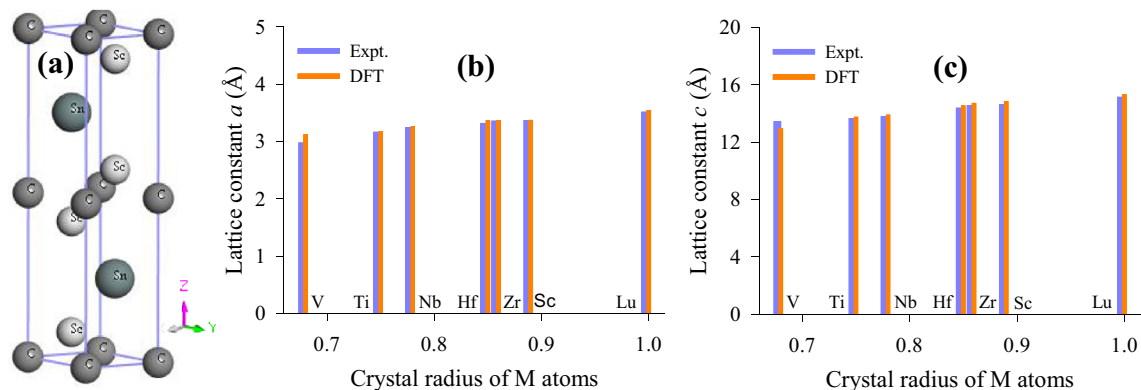 (a)
C
C
C
C
Sc
Sn
Sc
C
C
C
C
Sc
Sn
Sc
C
C
C
C
Z
Y
Lattice constant a (Å)
5
4
3
2
1
0
Expt.
DFT
(b)
V
Ti
Nb
Hf
Zr
Sc
Lu
0.7
0.8
0.9
1.0
Crystal radius of M atoms
Lattice constant c (Å)
20
16
12
8
4
0
Expt.
DFT
(c)
V
Ti
Nb
Hf
Zr
Sc
Lu
0.7
0.8
0.9
1.0
Crystal radius of M atoms